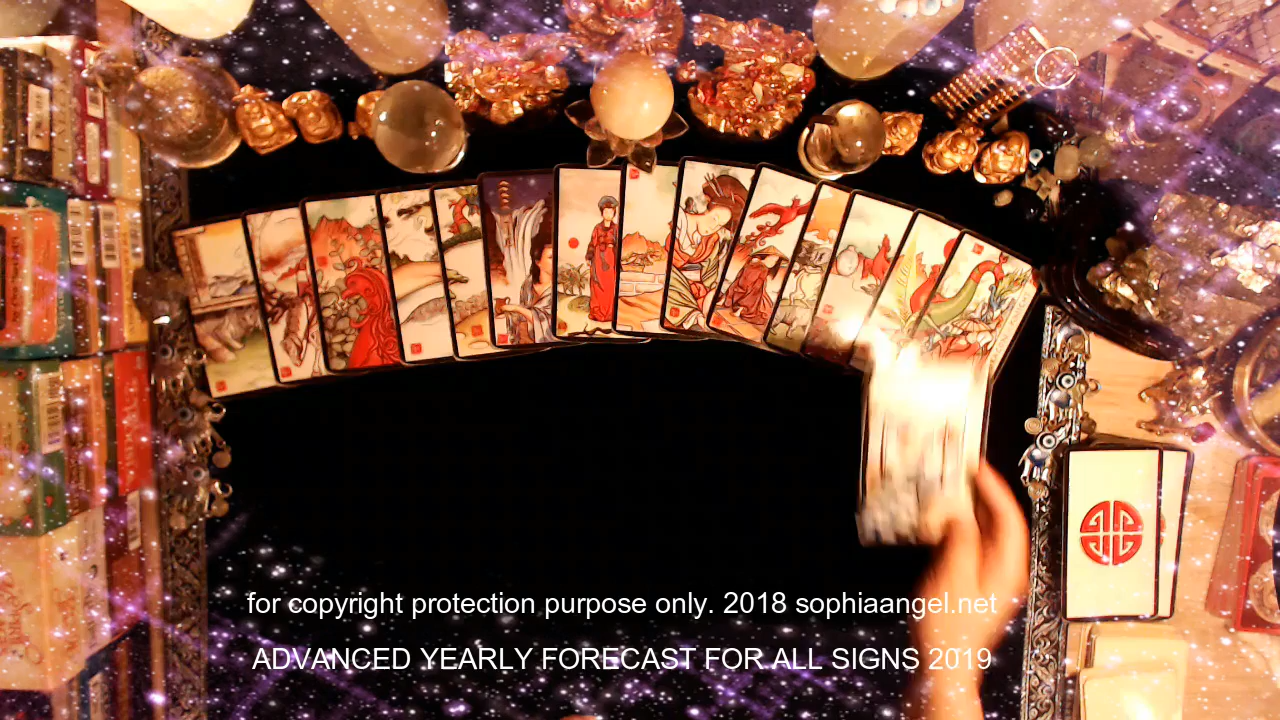 for copyright protection purpose only. 2018 sophiaangel.net
ADVANCED YEARLY FORECAST FOR ALL SIGNS 2019